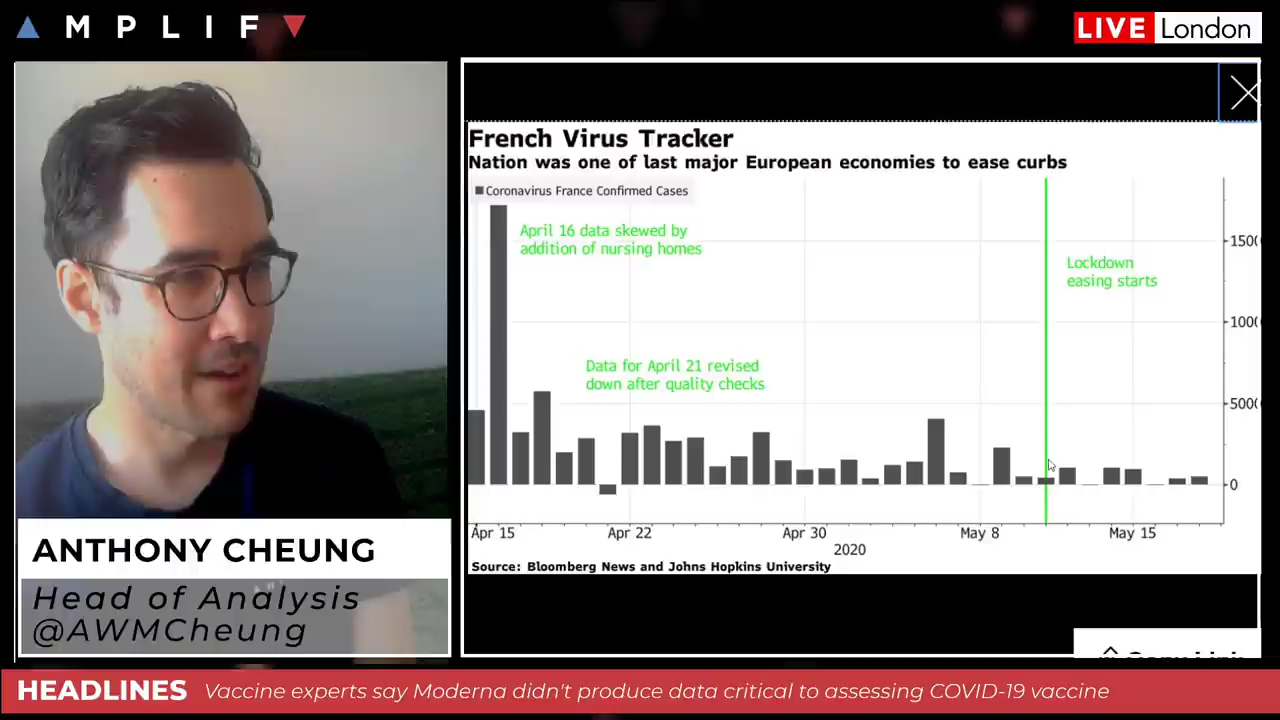 MPLIF
LIVE London
French Virus Tracker
Nation was one of last major European economies to ease curbs
Coronavirus France Confirmed Cases
April 16 data skewed by
addition of nursing homes
Lockdown
easing starts
Data for April 21 revised
down after quality checks
5000
0
Apr 15
Apr 22
Apr 30
May 8
May 15
2020
Source: Bloomberg News and Johns Hopkins University
ANTHONY CHEUNG
Head of Analysis
@AWMCheung
HEADLINES Vaccine experts say Moderna didn't produce data critical to assessing COVID-19 vaccine